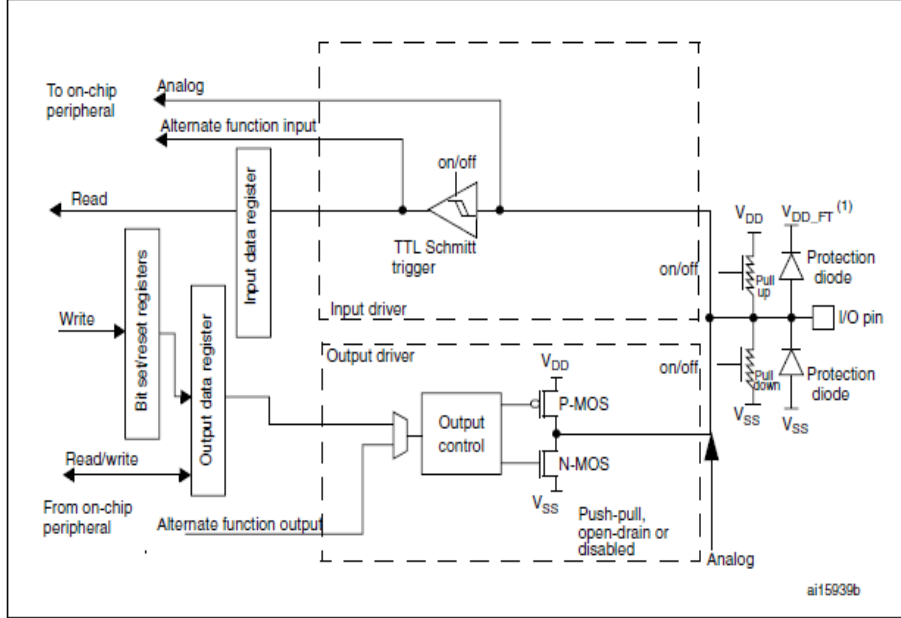 To on-chip
peripheral
Analog
Alternate function input
on/off
Read
Input data register
TTL Schmitt
trigger
Input driver
VDD
VDD_FT (1)
on/off
Pull
up
Protection
diode
I/O pin
Write
Bit set/reset registers
Output data register
Output driver
VDD
on/off
Pull
down
Protection
diode
VSS
VSS
P-MOS
Output
control
N-MOS
VSS
Read/write
From on-chip
peripheral
Alternate function output
Push-pull,
open-drain or
disabled
Analog
ai15939b